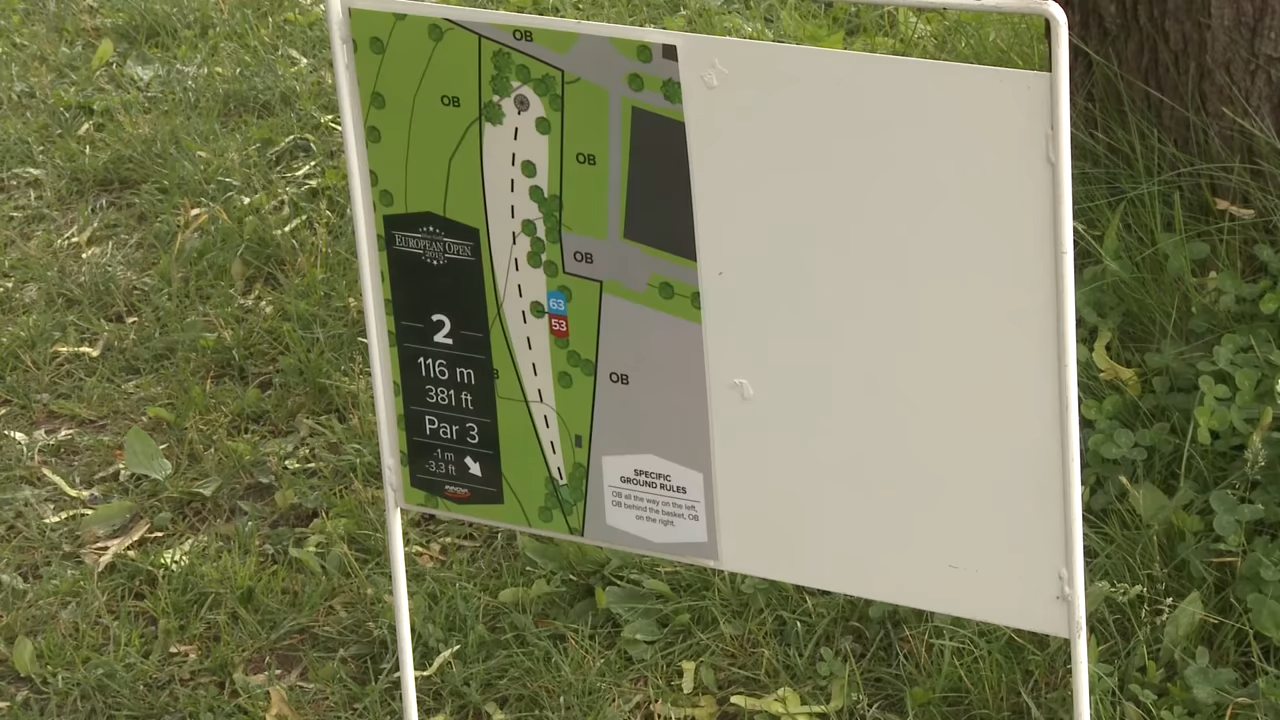 OB
OB
OB
OB
EUROPEAN OPEN
2015
63
53
2
116 m
381 ft
Par 3
-1 m
-3,3 ft
INNOVA
OB
SPECIFIC
GROUND RULES
OB all the way on the left,
OB behind the basket, OB
on the right.